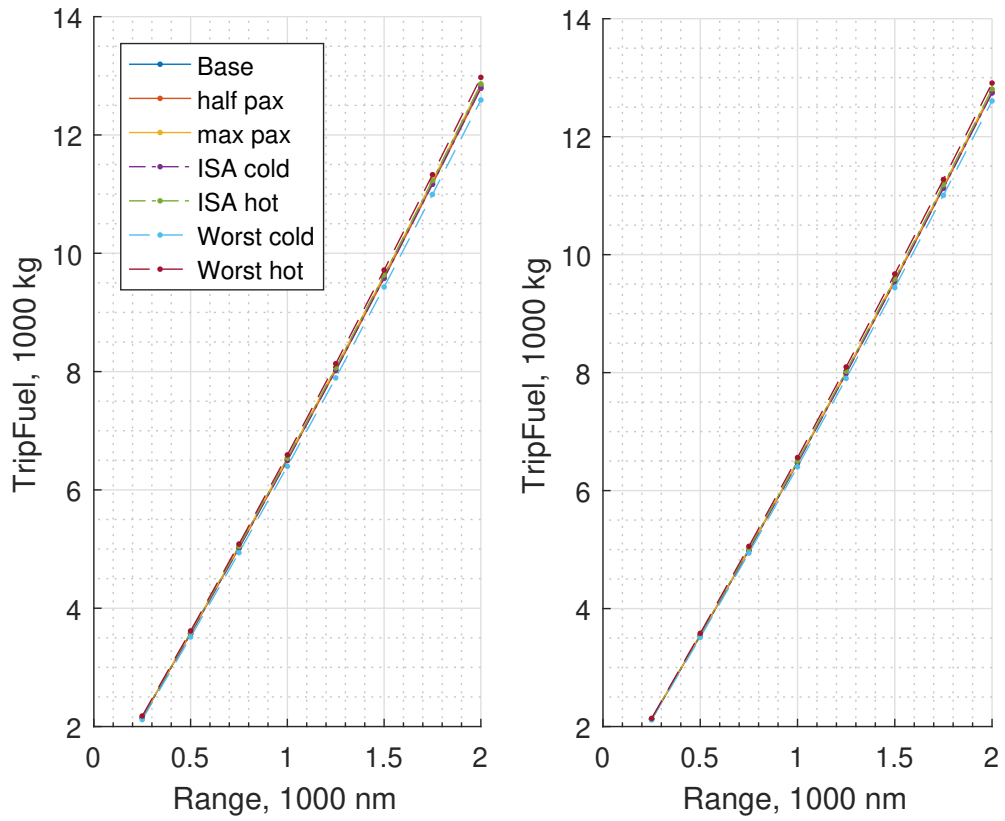 14
12
10
8
6
4
2
TripFuel, 1000 kg
Base
half pax
max pax
ISA cold
ISA hot
Worst cold
Worst hot
0 0.5 1 1.5 2
Range, 1000 nm
14
12
10
8
6
4
2
TripFuel, 1000 kg
0 0.5 1 1.5 2
Range, 1000 nm